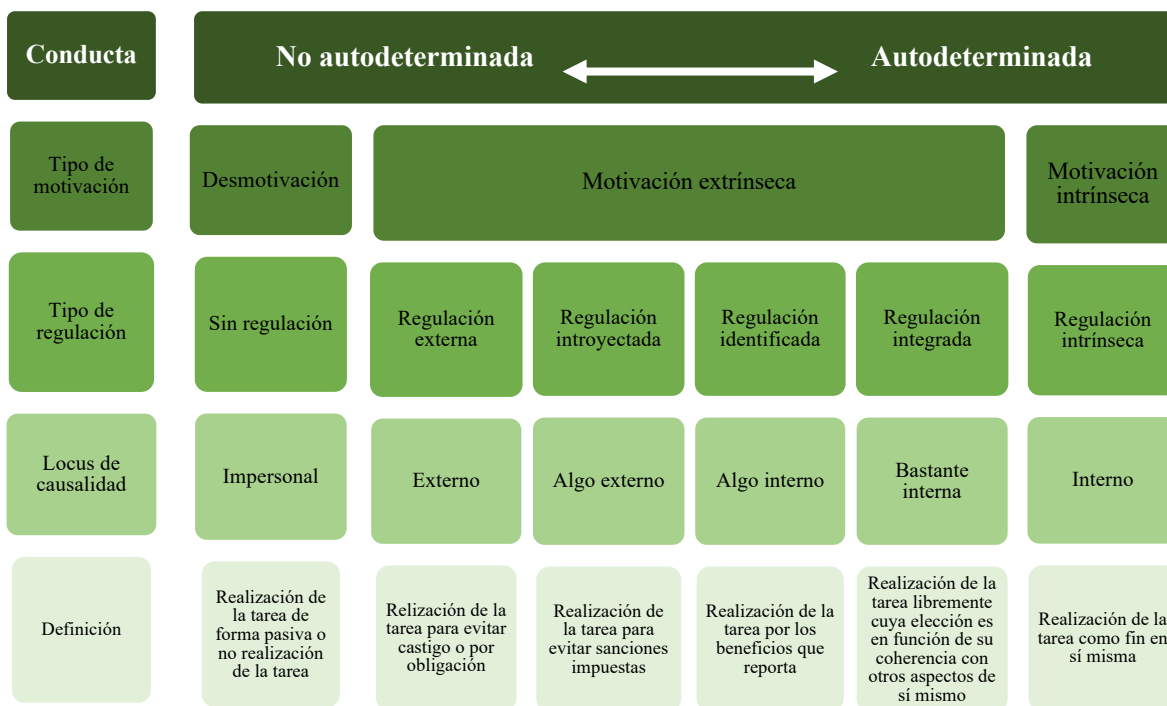 Conducta
No autodeterminada
Autodeterminada
Tipo de
motivación
Desmotivación
Motivación extrínseca
Motivación
intrínseca
Tipo de
regulación
Sin regulación
Regulación
externa
Regulación
introyectada
Regulación
identificada
Regulación
integrada
Regulación
intrínseca
Locus de
causalidad
Impersonal
Externo
Algo externo
Algo interno
Bastante
interna
Interno
Definición
Realización de
la tarea de
forma pasiva o
no realización
de la tarea
Relización de la
tarea para evitar
castigo o por
obligación
Realización de
la tarea para
evitar sanciones
impuestas
Realización de la
tarea por los
beneficios que
reporta
Realización de la
tarea libremente
cuya elección es
en función de su
coherencia con
otros aspectos de
sí mismo
Realización de la
tarea como fin en
sí misma